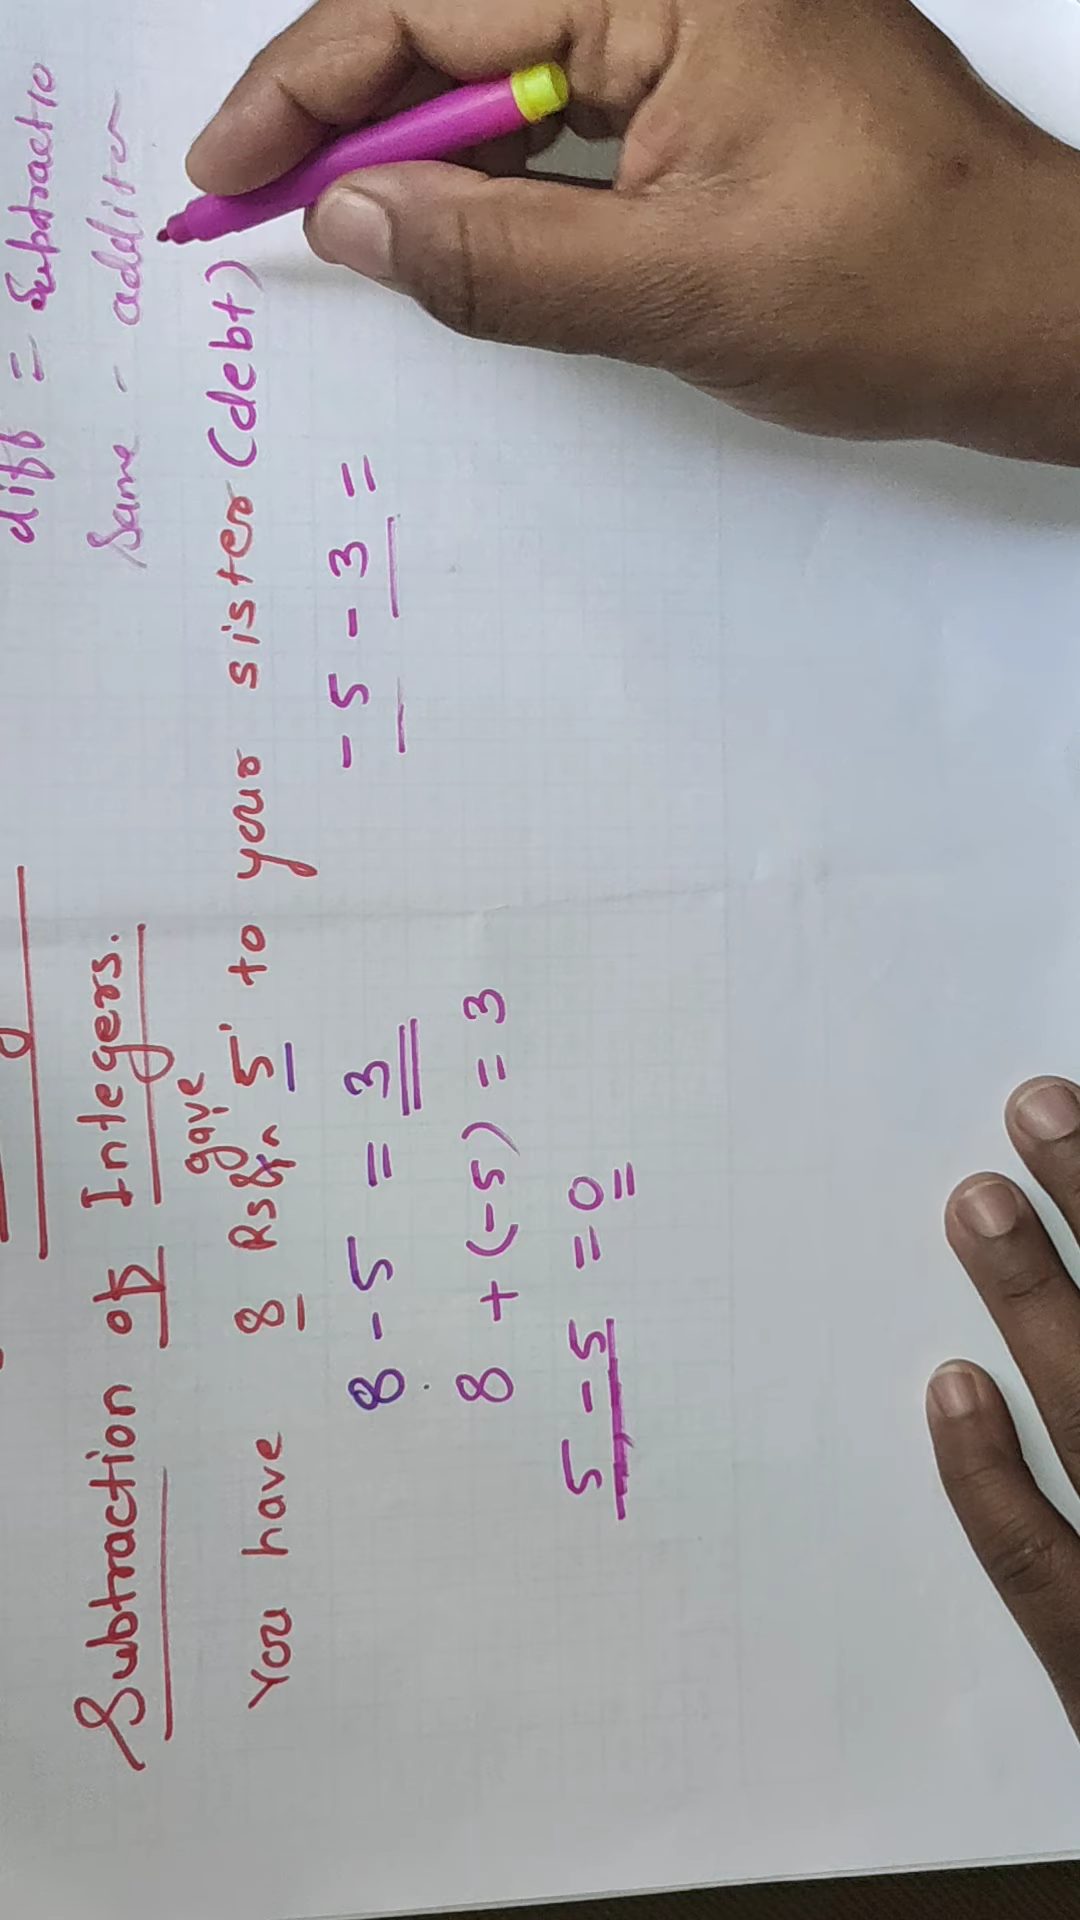 diff = Subtractio
Same - addition
Subtraction of Integers.
gave
You have 8 Rs & ^ 5 to your sister (debt)
8 - 5 = 3
- 5 - 3 =
8 + (-5) = 3
5 - 5 = 0